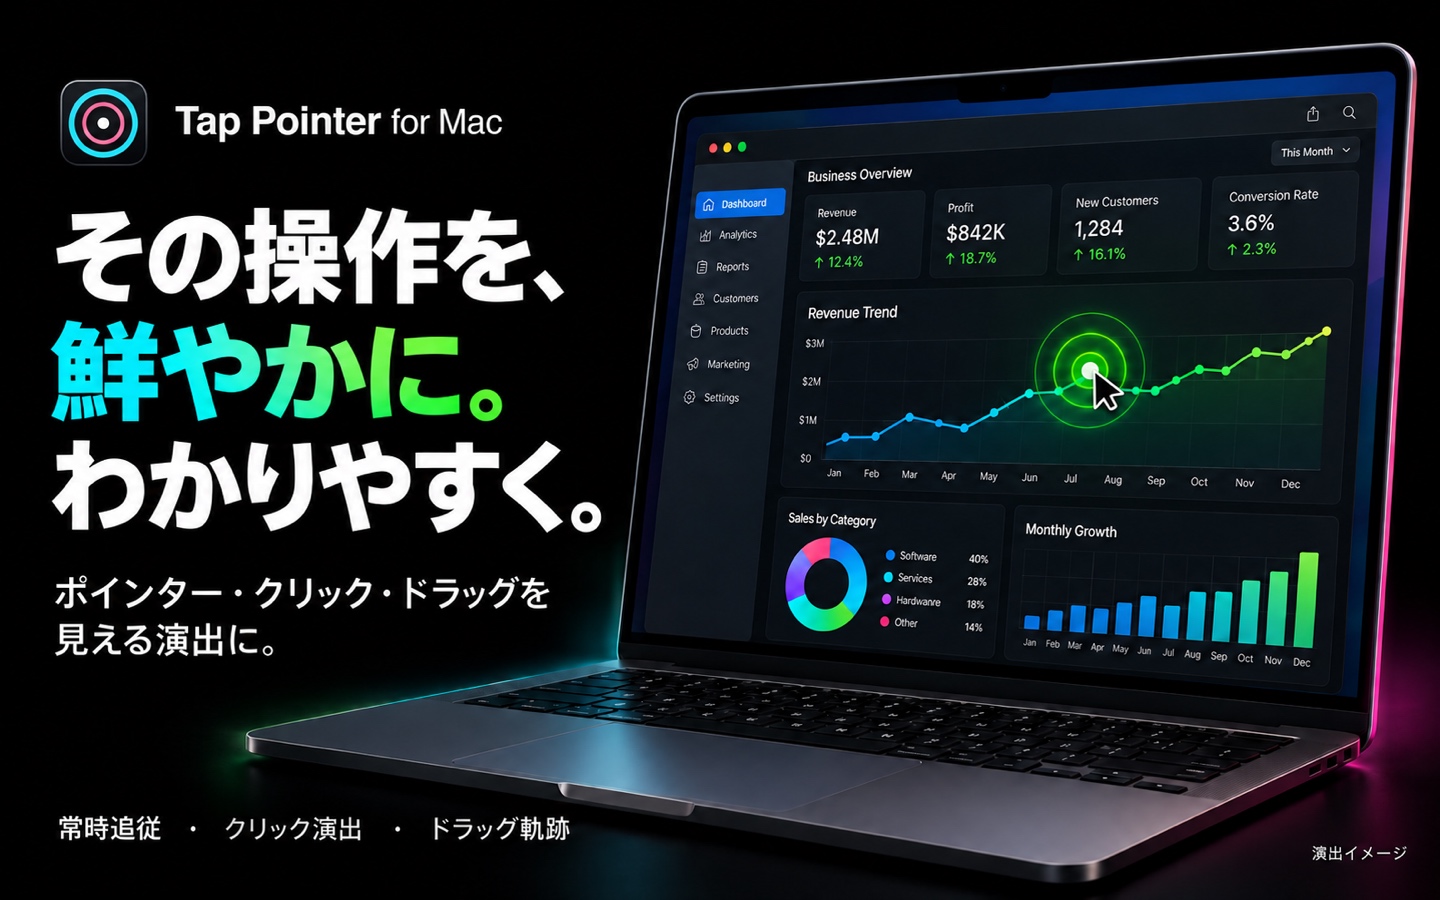 Tap Pointer for Mac
その操作を、
鮮やかに。
わかりやすく。
ポインター・クリック・ドラッグを
見える演出に。
常時追従 ・ クリック演出 ・ ドラッグ軌跡
This Month
Business Overview
Dashboard
Analytics
Reports
Customers
Products
Marketing
Settings
Revenue
$2.48M
↑ 12.4%
Profit
$842K
↑ 18.7%
New Customers
1,284
↑ 16.1%
Conversion Rate
3.6%
↑ 2.3%
Revenue Trend
$3M
$2M
$1M
$0
Jan Feb Mar Apr May Jun Jul Aug Sep Oct Nov Dec
Sales by Category
Software 40%
Services 28%
Hardwanre 18%
Other 14%
Monthly Growth
Jan Feb Mar Apr May Jun Jul Aug Sep Oct Nov Dec
演出イメージ